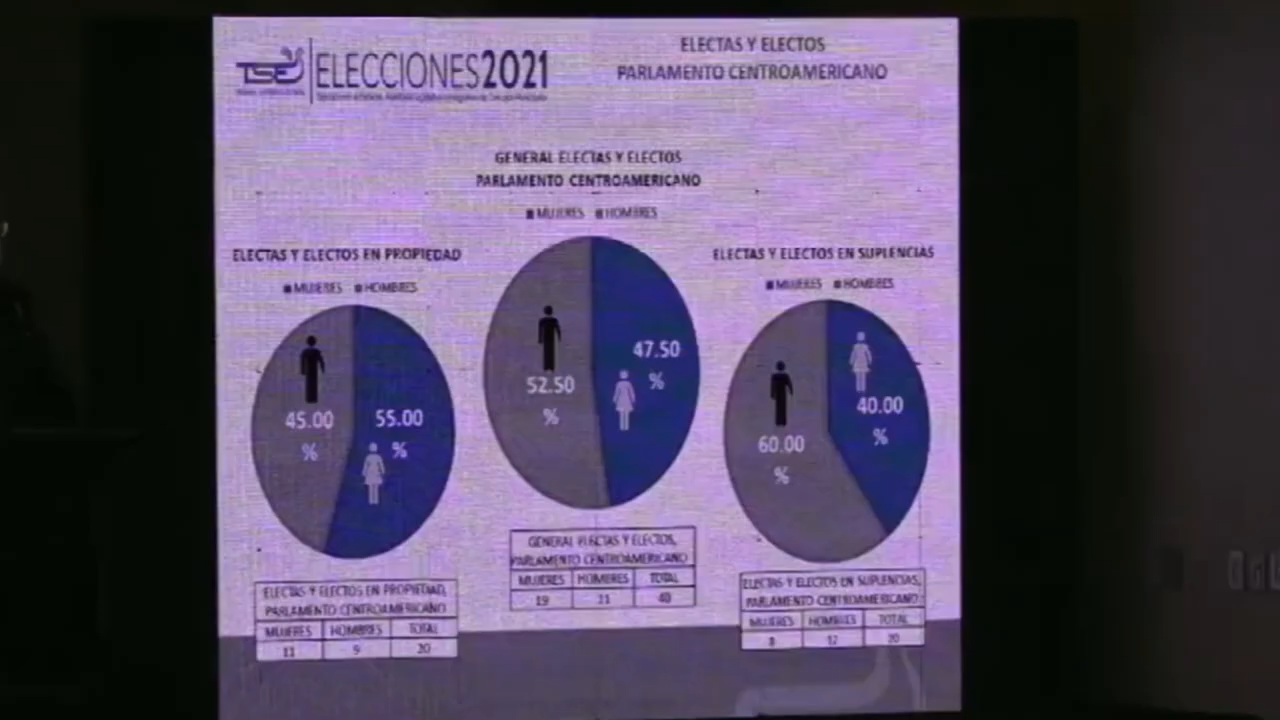 TSE
ELECCIONES2021
ELECTAS Y ELECTOS
PARLAMENTO CENTROAMERICANO
GENERAL ELECTAS Y ELECTOS
PARLAMENTO CENTROAMERICANO
MUJERES HOMBRES
52.50
%
47.50
%
GENERAL ELECTAS Y ELECTOS,
PARLAMENTO CENTROAMERICANO
MUJERES HOMBRES TOTAL
19 21 40
ELECTAS Y ELECTOS EN PROPIEDAD
MUJERES HOMBRES
45.00
%
55.00
%
ELECTAS Y ELECTOS EN PROPIEDAD,
PARLAMENTO CENTROAMERICANO
MUJERES HOMBRES TOTAL
11 9 20
ELECTAS Y ELECTOS EN SUPLENCIAS
MUJERES HOMBRES
60.00
%
40.00
%
ELECTAS Y ELECTOS EN SUPLENCIAS,
PARLAMENTO CENTROAMERICANO
MUJERES HOMBRES TOTAL
8 12 20